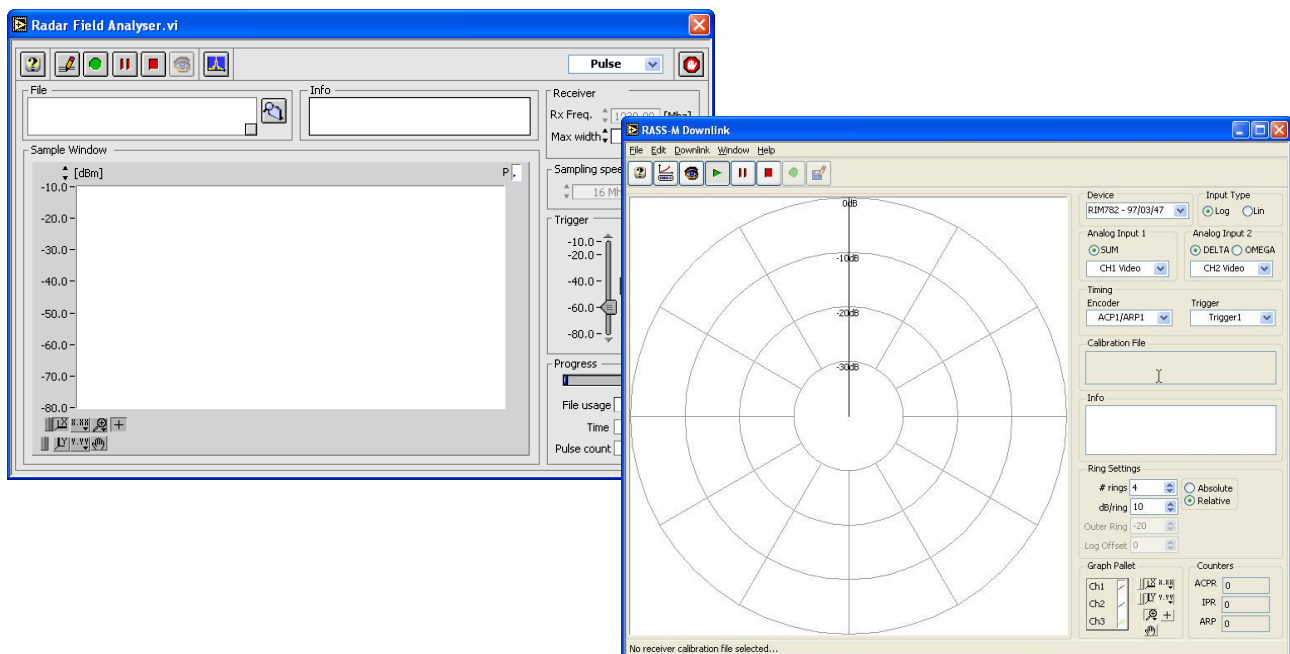 Radar Field Analyser.vi
Pulse
File
Info
Receiver
Rx Freq.
Max width
Sample Window
[dBm]
P
-10.0
-20.0
-30.0
-40.0
-50.0
-60.0
-70.0
-80.0
Sampling spee
16 MH
Trigger
-10.0
-20.0
-40.0
-60.0
-80.0
Progress
File usage
Time
Pulse count
RASS-M Downlink
File Edit Downlink Window Help
0dB
-10dB
-20dB
-30dB
Device
RIM782 - 97/03/47
Input Type
Log Lin
Analog Input 1
SUM
CH1 Video
Analog Input 2
DELTA OMEGA
CH2 Video
Timing
Encoder
ACP1/ARP1
Trigger
Trigger1
Calibration File
Info
Ring Settings
# rings 4
Absolute
dB/ring 10
Relative
Outer Ring -20
Log Offset 0
Graph Pallet
Ch1
Ch2
Ch3
Counters
ACPR 0
IPR 0
ARP 0
No receiver calibration file selected...